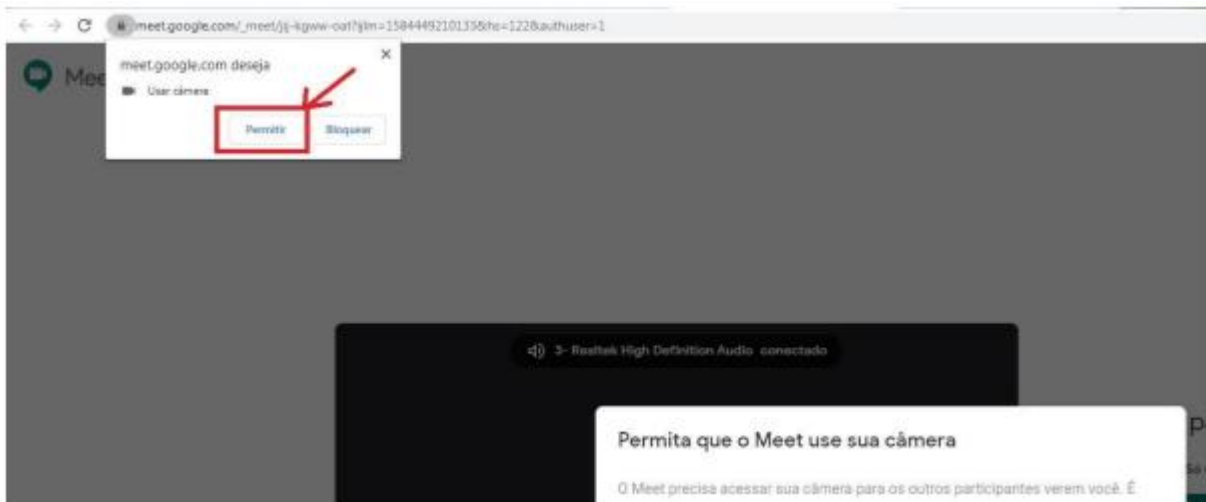 meet.google.com/_meet/jij-kgww-oat?ijlm=1584449210133&hs=122&authuser=1
meet.google.com deseja
Mee
Usar câmera
Permitir Bloquear
3- Realtek High Definition Audio conectado
Permita que o Meet use sua câmera
O Meet precisa acessar sua câmera para os outros participantes verem você. É